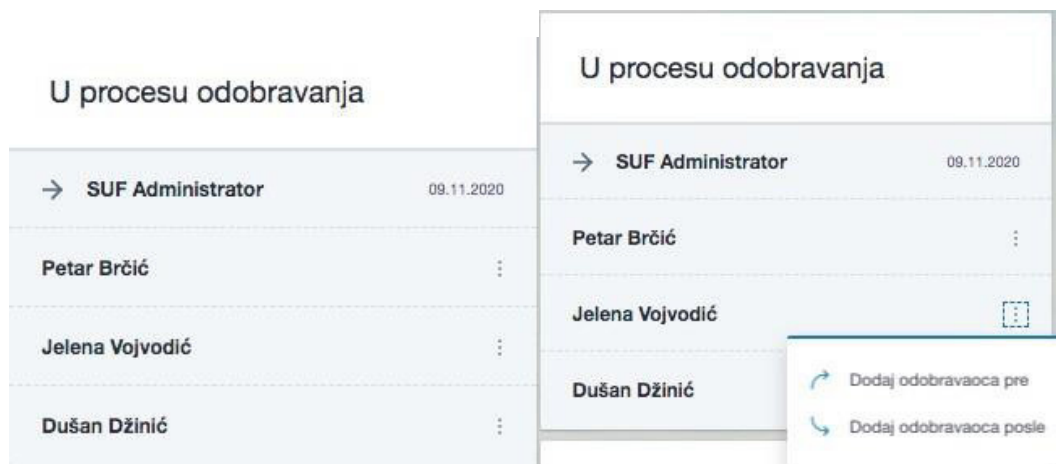 U procesu odobravanja
→ SUF Administrator 09.11.2020
Petar Brčić
Jelena Vojvodić
Dušan Džinić
U procesu odobravanja
→ SUF Administrator 09.11.2020
Petar Brčić
Jelena Vojvodić
Dušan Džinić
Dodaj odobravaoca pre
Dodaj odobravaoca posle